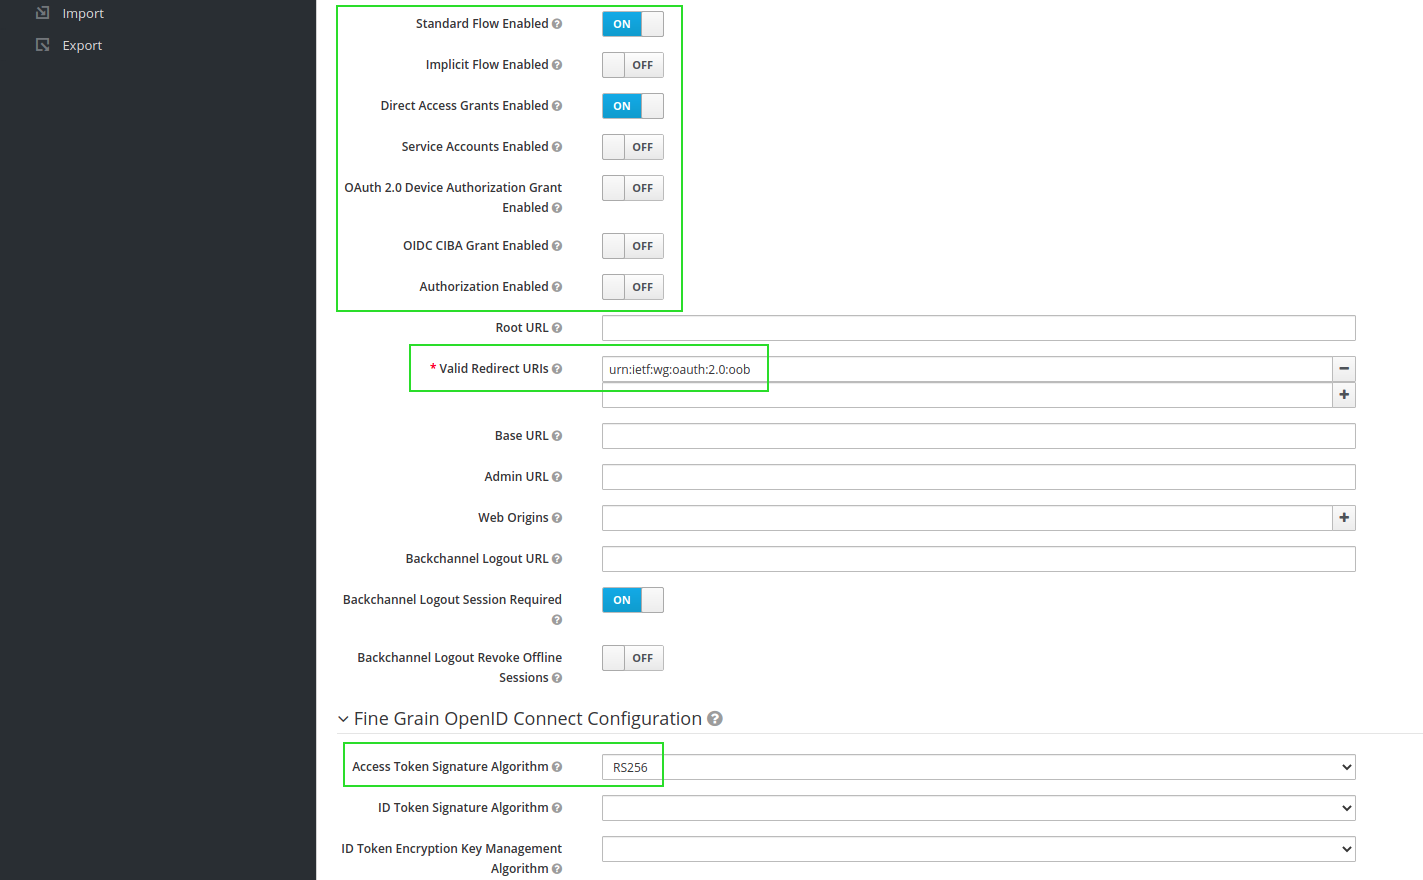 Import
Export
Standard Flow Enabled ON
Implicit Flow Enabled OFF
Direct Access Grants Enabled ON
Service Accounts Enabled OFF
OAuth 2.0 Device Authorization Grant OFF
Enabled
OIDC CIBA Grant Enabled OFF
Authorization Enabled OFF
Root URL
* Valid Redirect URIs urn:ietf:wg:oauth:2.0:oob
Base URL
Admin URL
Web Origins
Backchannel Logout URL
Backchannel Logout Session Required ON
Backchannel Logout Revoke Offline OFF
Sessions
Fine Grain OpenID Connect Configuration
Access Token Signature Algorithm RS256
ID Token Signature Algorithm
ID Token Encryption Key Management
Algorithm